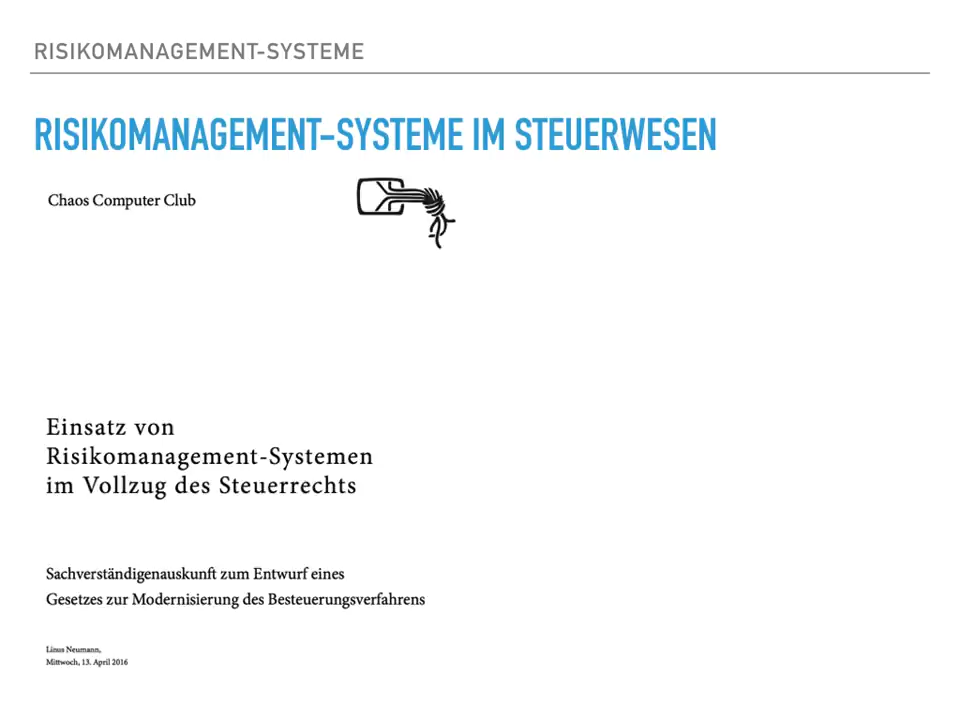 RISIKOMANAGEMENT-SYSTEME
RISIKOMANAGEMENT-SYSTEME IM STEUERWESEN
Chaos Computer Club
Einsatz von
Risikomanagement-Systemen
im Vollzug des Steuerrechts
Sachverständigenauskunft zum Entwurf eines
Gesetzes zur Modernisierung des Besteuerungsverfahrens
Linus Neumann,
Mittwoch, 13. April 2016